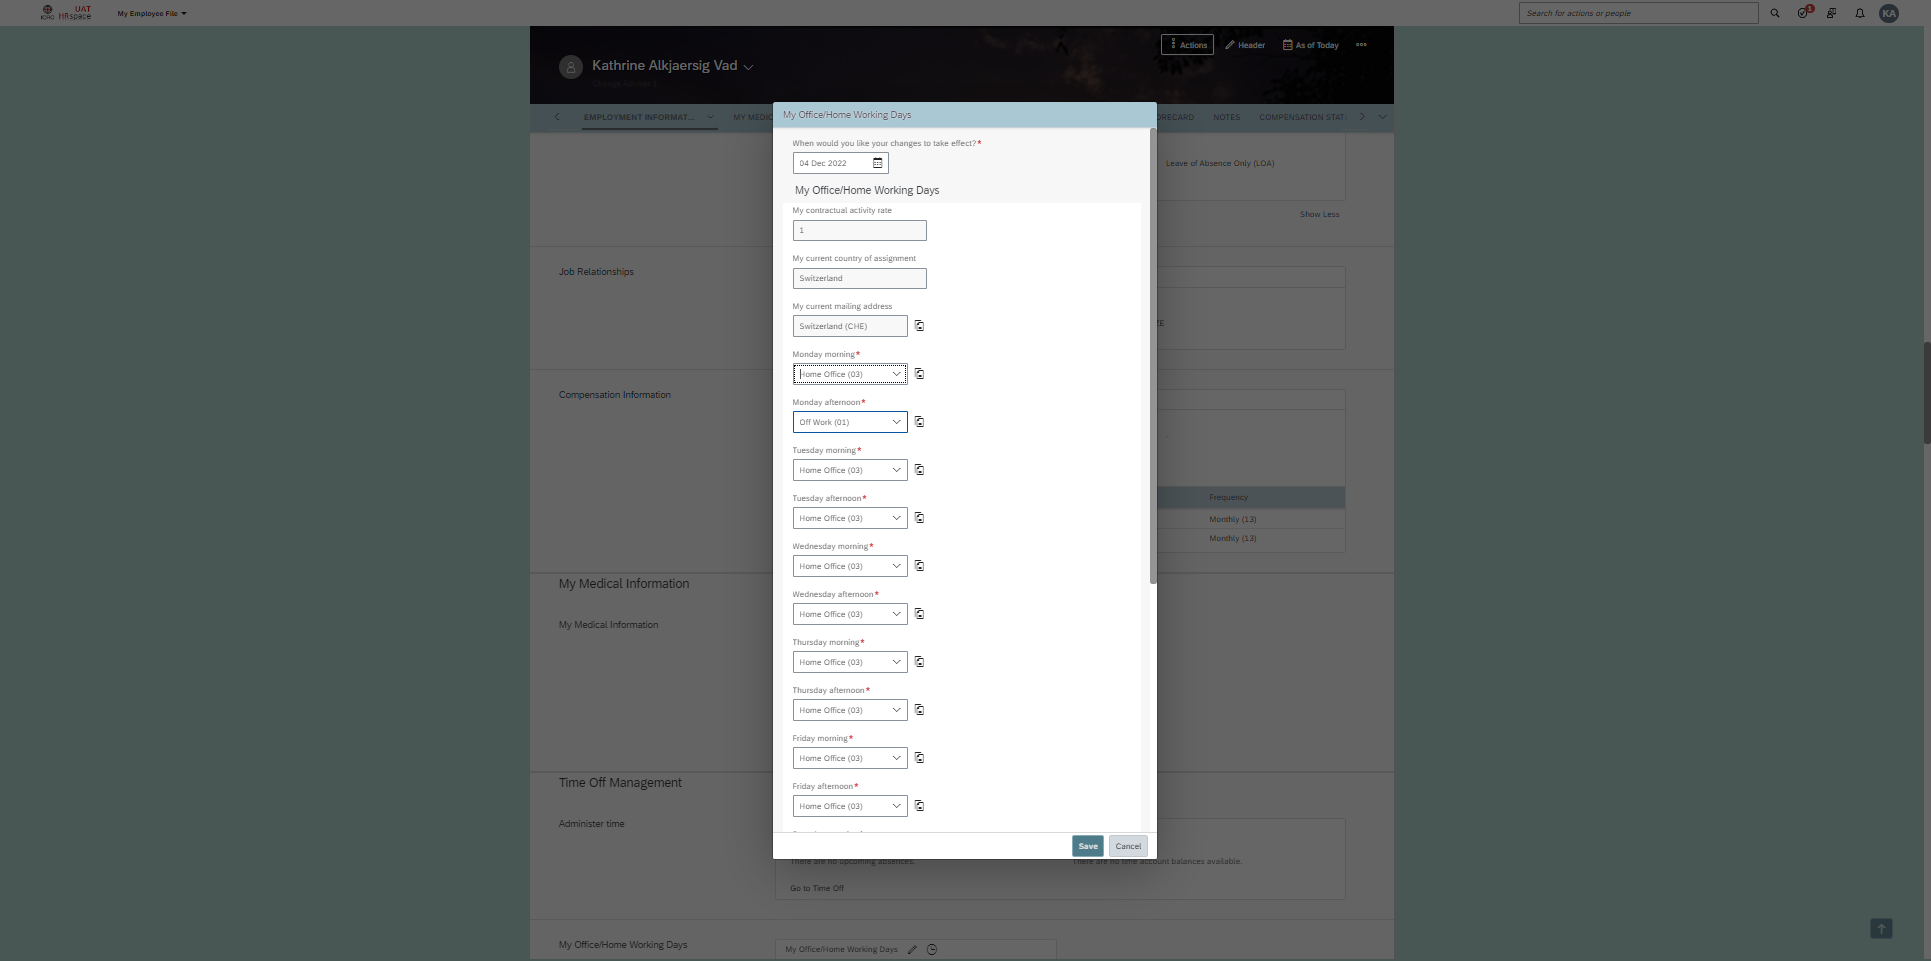 UAT
ICRC HRspace
My Employee File
Search for actions or people
1
KA
Actions
Header
As of Today
Kathrine Alkjaersig Vad
EMPLOYMENT INFORMAT...
MY MEDIC
ORECARD
NOTES
COMPENSATION STAT
My Office/Home Working Days
When would you like your changes to take effect?*
04 Dec 2022
Leave of Absence Only (LOA)
My Office/Home Working Days
My contractual activity rate
Show Less
1
My current country of assignment
Job Relationships
Switzerland
My current mailing address
Switzerland (CHE)
ZE
Monday morning*
Home Office (03)
Compensation Information
Monday afternoon*
Off Work (01)
Tuesday morning*
Home Office (03)
Tuesday afternoon*
Frequency
Home Office (03)
Monthly (13)
Monthly (13)
Wednesday morning*
Home Office (03)
My Medical Information
Wednesday afternoon*
Home Office (03)
My Medical Information
Thursday morning*
Home Office (03)
Thursday afternoon*
Home Office (03)
Friday morning*
Home Office (03)
Time Off Management
Friday afternoon*
Home Office (03)
Administer time
Save
Cancel
There are no upcoming absences.
There are no time account balances available.
Go to Time Off
My Office/Home Working Days
My Office/Home Working Days